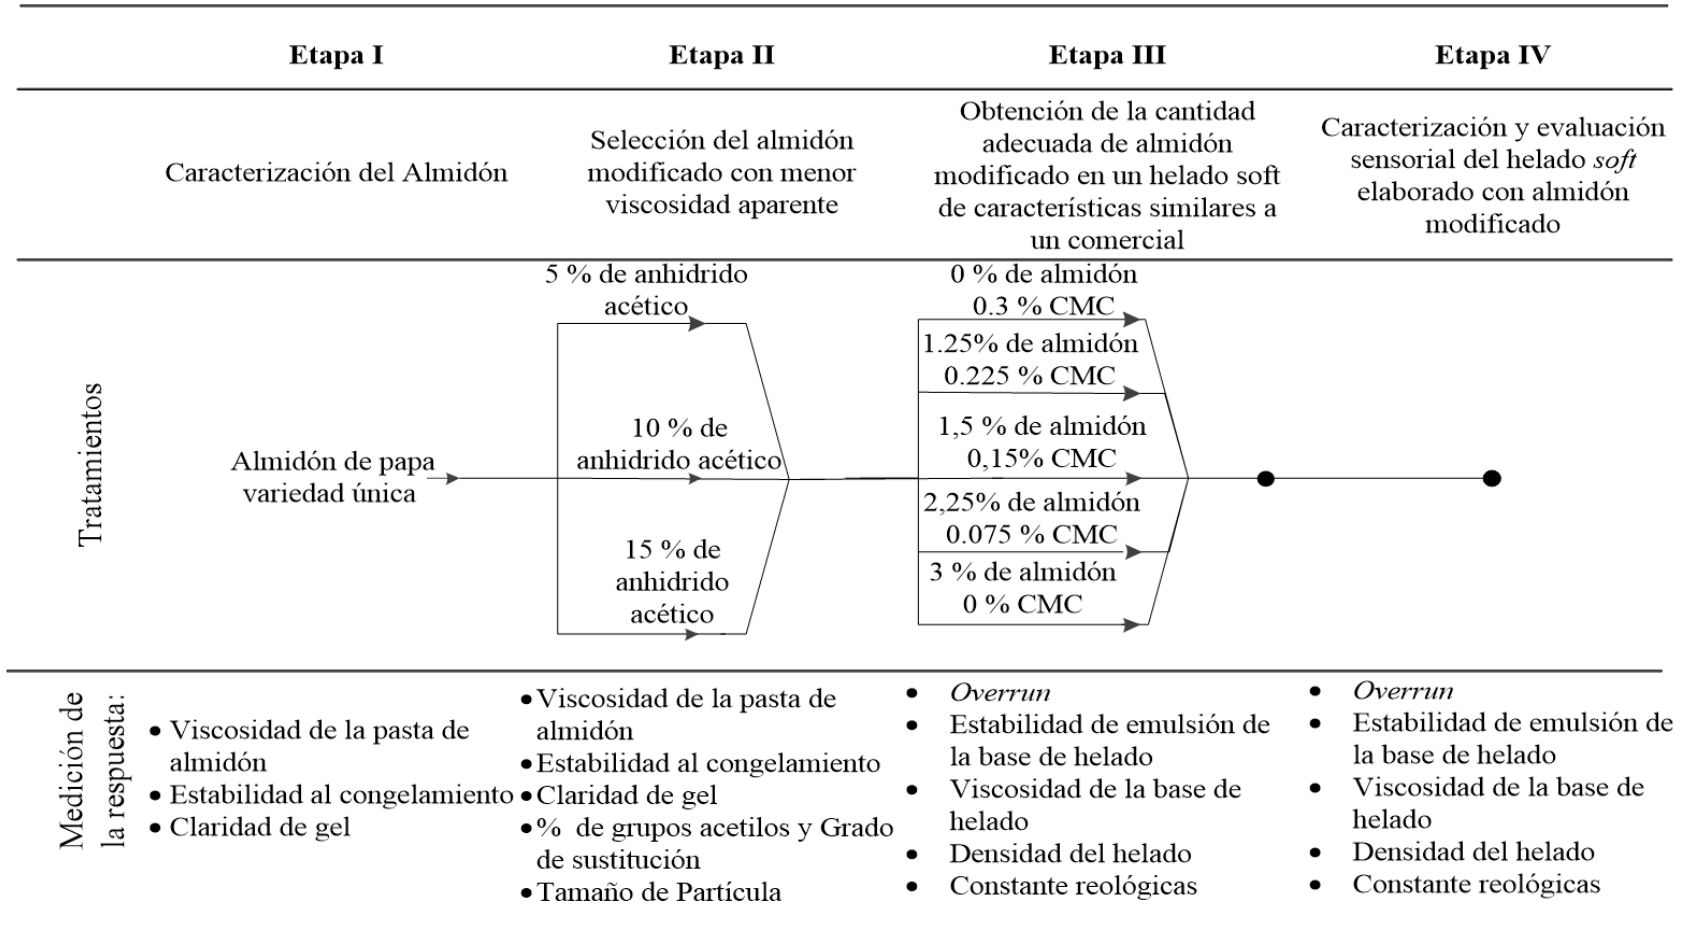 Etapa I
Etapa II
Etapa III
Etapa IV
Caracterización del Almidón
Selección del almidón
modificado con menor
viscosidad aparente
Obtención de la cantidad
adecuada de almidón
modificado en un helado soft
de características similares a
un comercial
Caracterización y evaluación
sensorial del helado soft
elaborado con almidón
modificado
Tratamientos
Almidón de papa
variedad única
5 % de anhidrido
acético
10 % de
anhidrido acético
15 % de
anhidrido
acético
0 % de almidón
0.3 % CMC
1.25% de almidón
0.225 % CMC
1,5 % de almidón
0,15% CMC
2,25% de almidón
0.075 % CMC
3 % de almidón
0 % CMC
Medición de
la respuesta:
• Viscosidad de la pasta de
almidón
• Estabilidad al congelamiento
• Claridad de gel
• Viscosidad de la pasta de
almidón
• Estabilidad al congelamiento
• Claridad de gel
• % de grupos acetilos y Grado
de sustitución
• Tamaño de Partícula
• Overrun
• Estabilidad de emulsión de
la base de helado
• Viscosidad de la base de
helado
• Densidad del helado
• Constante reológicas
• Overrun
• Estabilidad de emulsión de
la base de helado
• Viscosidad de la base de
helado
• Densidad del helado
• Constante reológicas